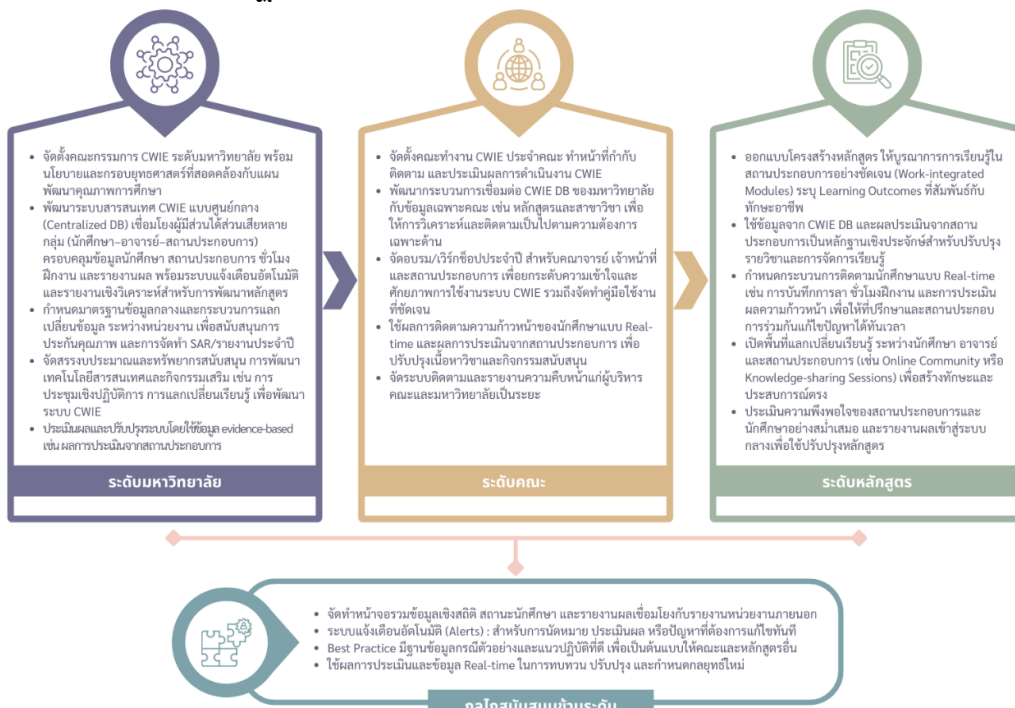 จัดตั้งคณะกรรมการ CWIE ระดับมหาวิทยาลัย พร้อม
นโยบายและกรอบยุทธศาสตร์ที่สอดคล้องกับแผน
พัฒนาคุณภาพการศึกษา
พัฒนาระบบสารสนเทศ CWIE แบบศูนย์กลาง
(Centralized DB) เชื่อมโยงผู้มีส่วนได้ส่วนเสียหลาย
กลุ่ม (นักศึกษา–อาจารย์–สถานประกอบการ)
ครอบคลุมข้อมูลนักศึกษา สถานประกอบการ ชั่วโมง
ฝึกงาน และรายงานผล พร้อมระบบแจ้งเตือนอัตโนมัติ
และรายงานเชิงวิเคราะห์สำหรับการพัฒนาหลักสูตร
กำหนดมาตรฐานข้อมูลกลางและกระบวนการแลก
เปลี่ยนข้อมูล ระหว่างหน่วยงาน เพื่อสนับสนุนการ
ประกันคุณภาพ และการจัดทำ SAR/รายงานประจำปี
จัดสรรงบประมาณและทรัพยากรสนับสนุน การพัฒนา
เทคโนโลยีสารสนเทศและกิจกรรมเสริม เช่น การ
ประชุมเชิงปฏิบัติการ การแลกเปลี่ยนเรียนรู้ เพื่อพัฒนา
ระบบ CWIE
ประเมินผลและปรับปรุงระบบโดยใช้ข้อมูล evidence-based
เช่น ผลการประเมินจากสถานประกอบการ
ระดับมหาวิทยาลัย
จัดตั้งคณะทำงาน CWIE ประจำคณะ ทำหน้าที่กำกับ
ติดตาม และประเมินผลการดำเนินงาน CWIE
พัฒนากระบวนการเชื่อมต่อ CWIE DB ของมหาวิทยาลัย
กับข้อมูลเฉพาะคณะ เช่น หลักสูตรและสาขาวิชา เพื่อ
ให้การวิเคราะห์และติดตามเป็นไปตามความต้องการ
เฉพาะด้าน
จัดอบรม/เวิร์กช็อปประจำปี สำหรับคณาจารย์ เจ้าหน้าที่
และสถานประกอบการ เพื่อยกระดับความเข้าใจและ
ศักยภาพการใช้งานระบบ CWIE รวมถึงจัดทำคู่มือใช้งาน
ที่ชัดเจน
ใช้ผลการติดตามความก้าวหน้าของนักศึกษาแบบ Real-
time และผลการประเมินจากสถานประกอบการ เพื่อ
ปรับปรุงเนื้อหาวิชาและกิจกรรมสนับสนุน
จัดระบบติดตามและรายงานความคืบหน้าแก่ผู้บริหาร
คณะและมหาวิทยาลัยเป็นระยะ
ระดับคณะ
ออกแบบโครงสร้างหลักสูตร ให้บูรณาการการเรียนรู้ใน
สถานประกอบการอย่างชัดเจน (Work-integrated
Modules) ระบุ Learning Outcomes ที่สัมพันธ์กับ
ทักษะอาชีพ
ใช้ข้อมูลจาก CWIE DB และผลประเมินจากสถาน
ประกอบการเป็นหลักฐานเชิงประจักษ์สำหรับปรับปรุง
รายวิชาและการจัดการเรียนรู้
กำหนดกระบวนการติดตามนักศึกษาแบบ Real-time
เช่น การบันทึกการลา ชั่วโมงฝึกงาน และการประเมิน
ผลความก้าวหน้า เพื่อให้ที่ปรึกษาและสถานประกอบ
การร่วมกันแก้ไขปัญหาได้ทันเวลา
เปิดพื้นที่แลกเปลี่ยนเรียนรู้ ระหว่างนักศึกษา อาจารย์
และสถานประกอบการ (เช่น Online Community หรือ
Knowledge-sharing Sessions) เพื่อสร้างทักษะและ
ประสบการณ์ตรง
ประเมินความพึงพอใจของสถานประกอบการและ
นักศึกษาอย่างสม่ำเสมอ และรายงานผลเข้าสู่ระบบ
กลางเพื่อใช้ปรับปรุงหลักสูตร
ระดับหลักสูตร
จัดทำหน้าจอรวมข้อมูลเชิงสถิติ สถานะนักศึกษา และรายงานผลเชื่อมโยงกับรายงานหน่วยงานภายนอก
ระบบแจ้งเตือนอัตโนมัติ (Alerts) : สำหรับการนัดหมาย ประเมินผล หรือปัญหาที่ต้องการแก้ไขทันที
Best Practice มีฐานข้อมูลกรณีตัวอย่างและแนวปฏิบัติที่ดี เพื่อเป็นต้นแบบให้คณะและหลักสูตรอื่น
ใช้ผลการประเมินและข้อมูล Real-time ในการทบทวน ปรับปรุง และกำหนดกลยุทธ์ใหม่
กลไกสนับสนุนข้ามระดับ